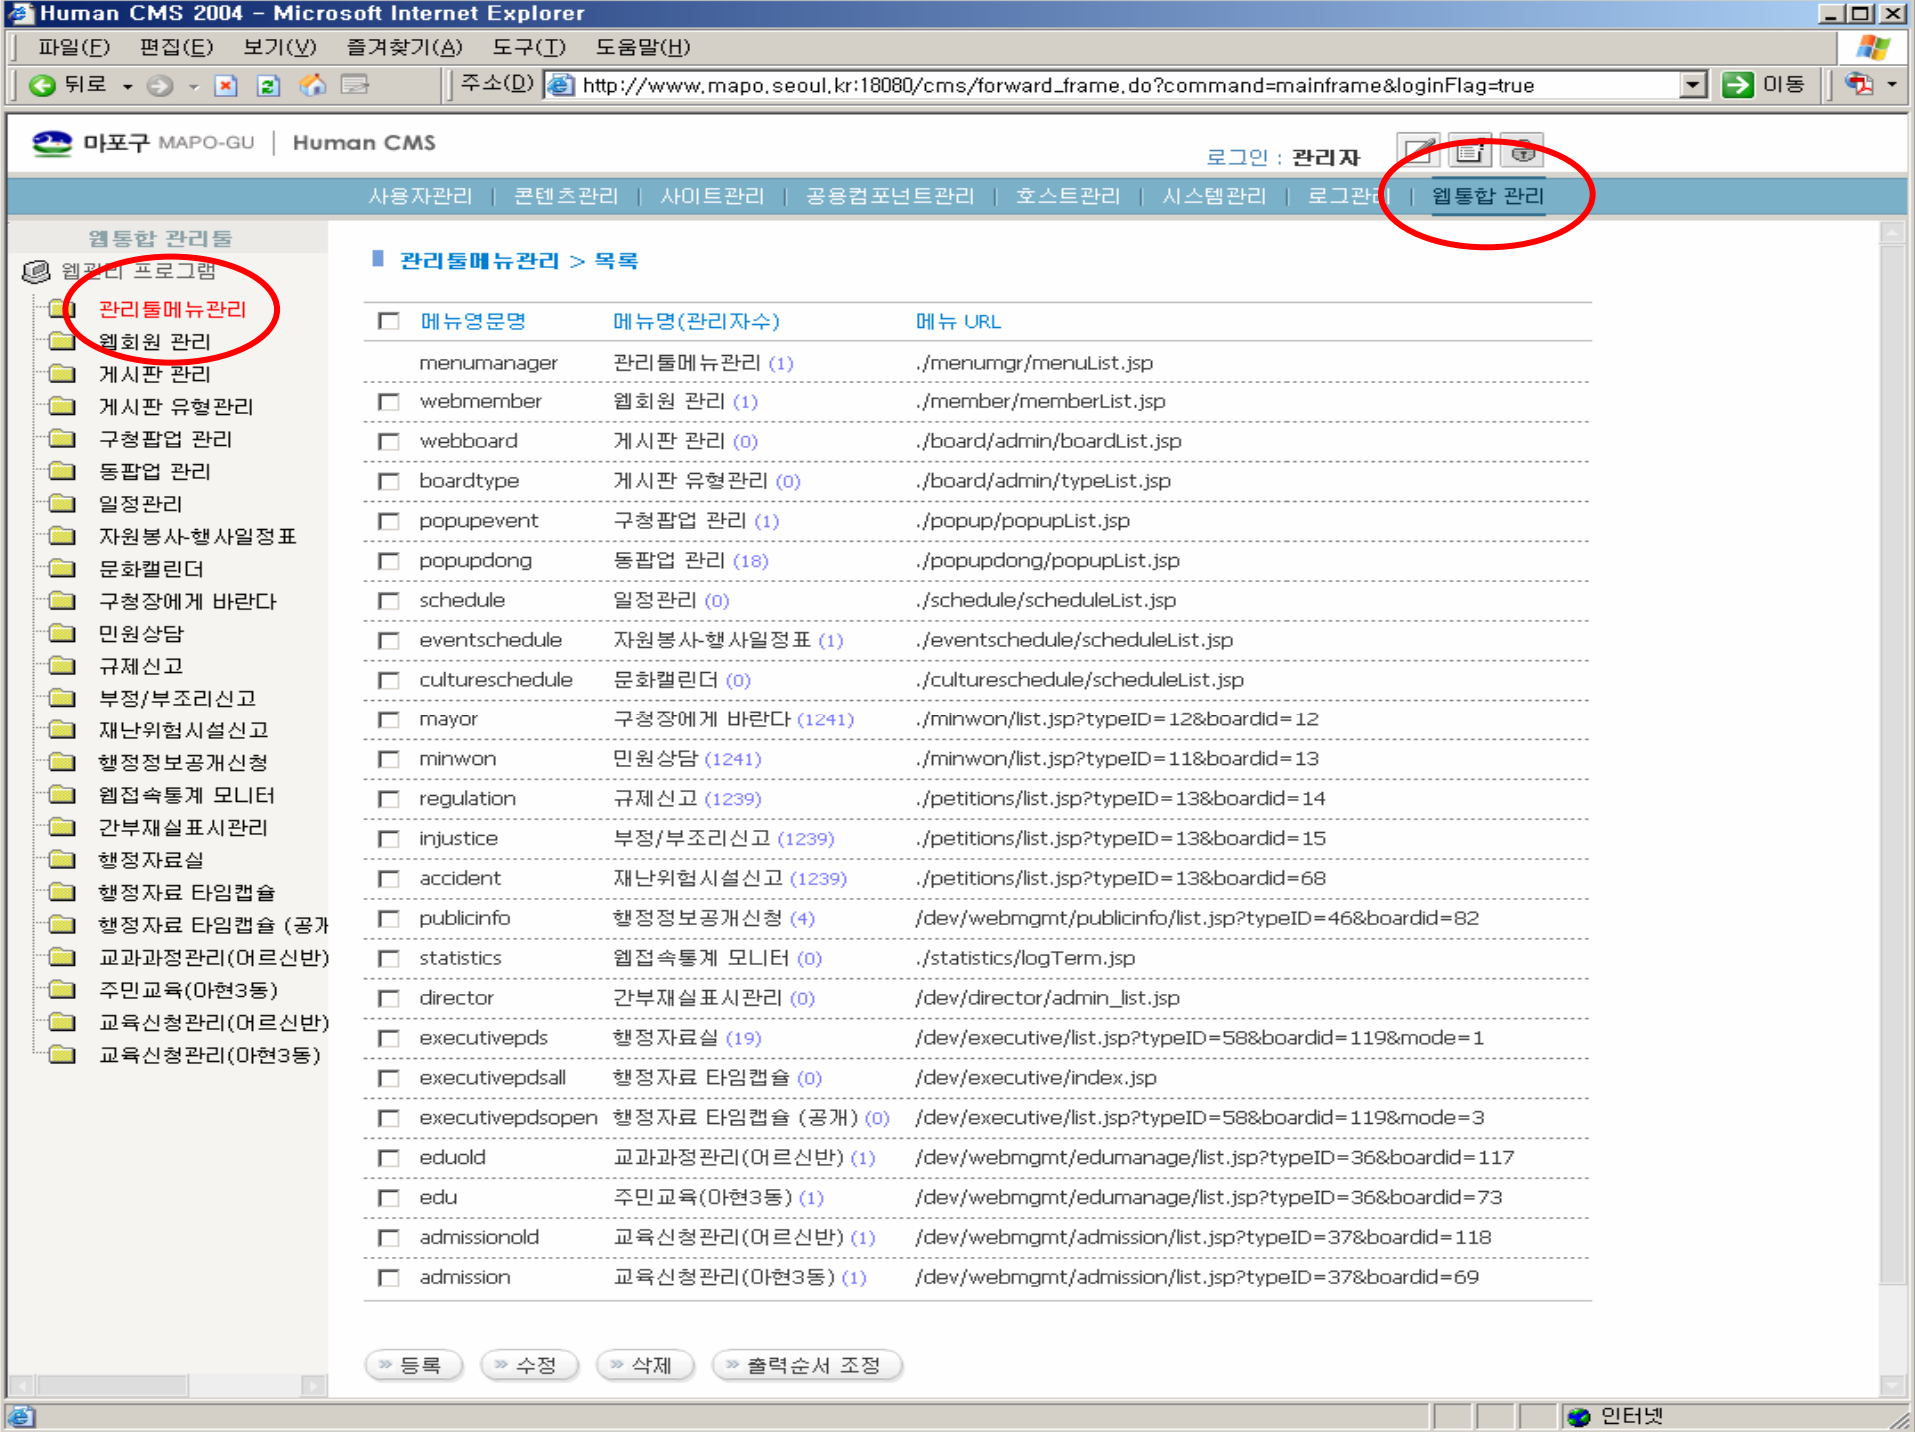 Human CMS 2004 - Microsoft Internet Explorer
파일(F) 편집(E) 보기(V) 즐겨찾기(A) 도구(T) 도움말(H)
뒤로 주소(D) http://www.mapo.seoul.kr:18080/cms/forward_frame.do?command=mainframe&loginFlag=true 이동
마포구 MAPO-GU | Human CMS
로그인 : 관리자
사용자관리 | 콘텐츠관리 | 사이트관리 | 공용컴포넌트관리 | 호스트관리 | 시스템관리 | 로그관리 | 웹통합 관리
웹통합 관리툴
웹관리 프로그램
관리툴메뉴관리
웹회원 관리
게시판 관리
게시판 유형관리
구청팝업 관리
동팝업 관리
일정관리
자원봉사-행사일정표
문화캘린더
구청장에게 바란다
민원상담
규제신고
부정/부조리신고
재난위험시설신고
행정정보공개신청
웹접속통계 모니터
간부재실표시관리
행정자료실
행정자료 타임캡슐
행정자료 타임캡슐 (공개
교과과정관리(어르신반)
주민교육(아현3동)
교육신청관리(어르신반)
교육신청관리(아현3동)
관리툴메뉴관리 > 목록
메뉴영문명 메뉴명(관리자수) 메뉴 URL
menumanager 관리툴메뉴관리 (1) ./menumgr/menuList.jsp
webmember 웹회원 관리 (1) ./member/memberList.jsp
webboard 게시판 관리 (0) ./board/admin/boardList.jsp
boardtype 게시판 유형관리 (0) ./board/admin/typeList.jsp
popupevent 구청팝업 관리 (1) ./popup/popupList.jsp
popupdong 동팝업 관리 (18) ./popupdong/popupList.jsp
schedule 일정관리 (0) ./schedule/scheduleList.jsp
eventschedule 자원봉사-행사일정표 (1) ./eventschedule/scheduleList.jsp
cultureschedule 문화캘린더 (0) ./cultureschedule/scheduleList.jsp
mayor 구청장에게 바란다 (1241) ./minwon/list.jsp?typeID=12&boardid=12
minwon 민원상담 (1241) ./minwon/list.jsp?typeID=11&boardid=13
regulation 규제신고 (1239) ./petitions/list.jsp?typeID=13&boardid=14
injustice 부정/부조리신고 (1239) ./petitions/list.jsp?typeID=13&boardid=15
accident 재난위험시설신고 (1239) ./petitions/list.jsp?typeID=13&boardid=68
publicinfo 행정정보공개신청 (4) /dev/webmgmt/publicinfo/list.jsp?typeID=46&boardid=82
statistics 웹접속통계 모니터 (0) ./statistics/logTerm.jsp
director 간부재실표시관리 (0) /dev/director/admin_list.jsp
executivepds 행정자료실 (19) /dev/executive/list.jsp?typeID=58&boardid=119&mode=1
executivepdsall 행정자료 타임캡슐 (0) /dev/executive/index.jsp
executivepdsopen 행정자료 타임캡슐 (공개) (0) /dev/executive/list.jsp?typeID=58&boardid=119&mode=3
eduold 교과과정관리(어르신반) (1) /dev/webmgmt/edumanage/list.jsp?typeID=36&boardid=117
edu 주민교육(아현3동) (1) /dev/webmgmt/edumanage/list.jsp?typeID=36&boardid=73
admissionold 교육신청관리(어르신반) (1) /dev/webmgmt/admission/list.jsp?typeID=37&boardid=118
admission 교육신청관리(아현3동) (1) /dev/webmgmt/admission/list.jsp?typeID=37&boardid=69
등록 수정 삭제 출력순서 조정
인터넷